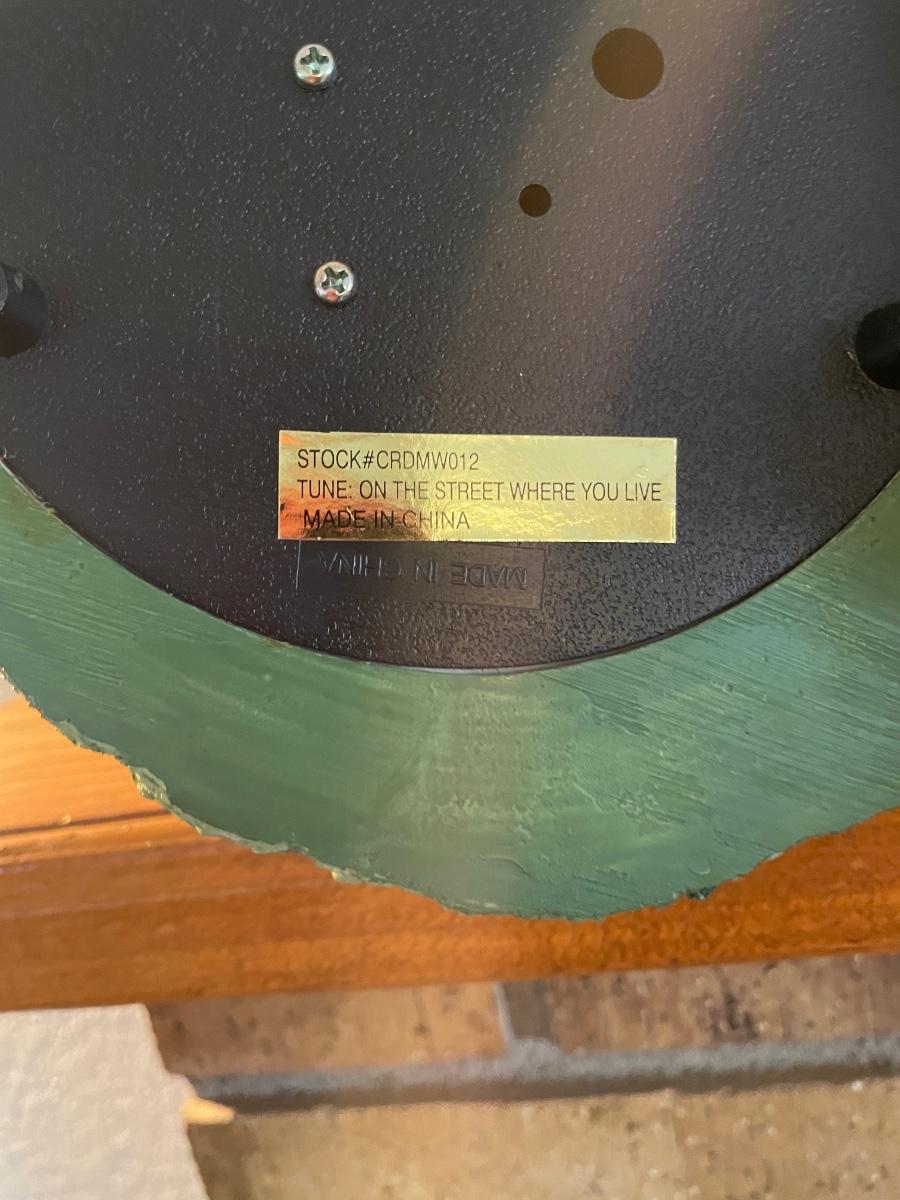 STOCK#CRDMW012
TUNE: ON THE STREET WHERE YOU LIVE
MADE IN CHINA
MADE IN CHINA